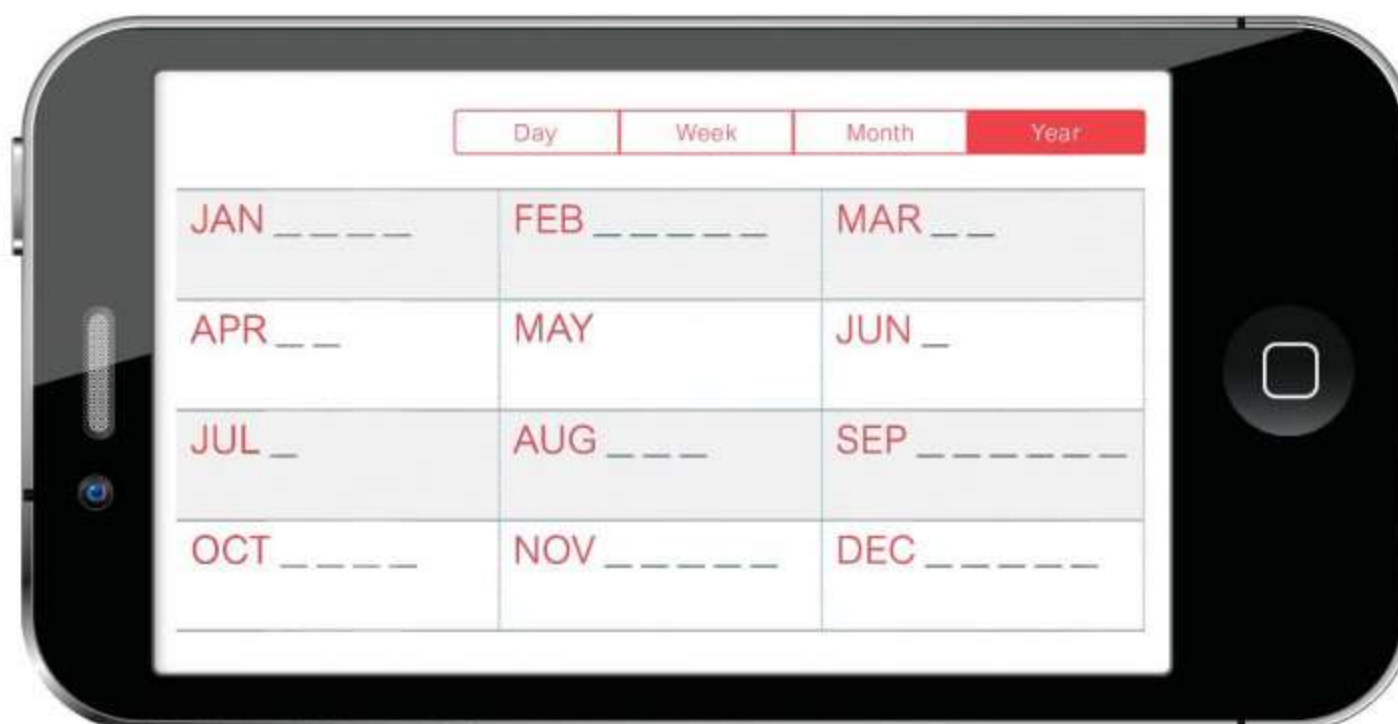 Day Week Month Year
JAN _ _ _ _ FEB _ _ _ _ _ MAR _ _
APR _ _ MAY JUN _
JUL _ AUG _ _ _ SEP _ _ _ _ _ _
OCT _ _ _ _ NOV _ _ _ _ _ DEC _ _ _ _ _